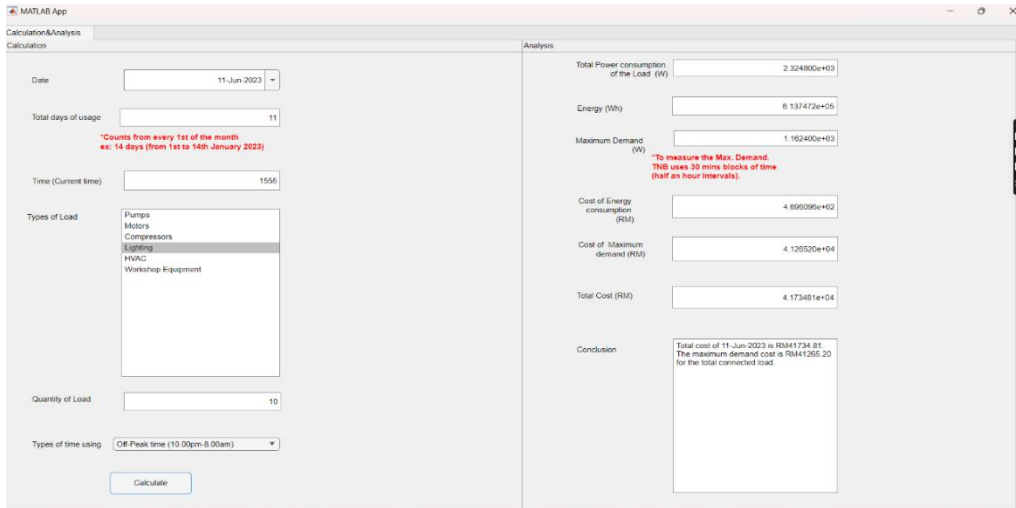 MATLAB App
Calculation&Analysis
Calculation
Date
11-Jun-2023
Total days of usage
11
*Counts from every 1st of the month
ex: 14 days (from 1st to 14th January 2023)
Time (Current time)
1556
Types of Load
Pumps
Motors
Compressors
Lighting
HVAC
Workshop Equipment
Quantity of Load
10
Types of time using
Off-Peak time (10.00pm-8.00am)
Calculate
Analysis
Total Power consumption
of the Load (W)
2.324800e+03
Energy (Wh)
6.137472e+05
Maximum Demand
(W)
1.162400e+03
*To measure the Max. Demand.
TNB uses 30 mins blocks of time
(half an hour intervals).
Cost of Energy
consumption
(RM)
4.696096e+02
Cost of Maximum
demand (RM)
4.126520e+04
Total Cost (RM)
4.173481e+04
Conclusion
Total cost of 11-Jun-2023 is RM41734.81.
The maximum demand cost is RM41265.20
for the total connected load.